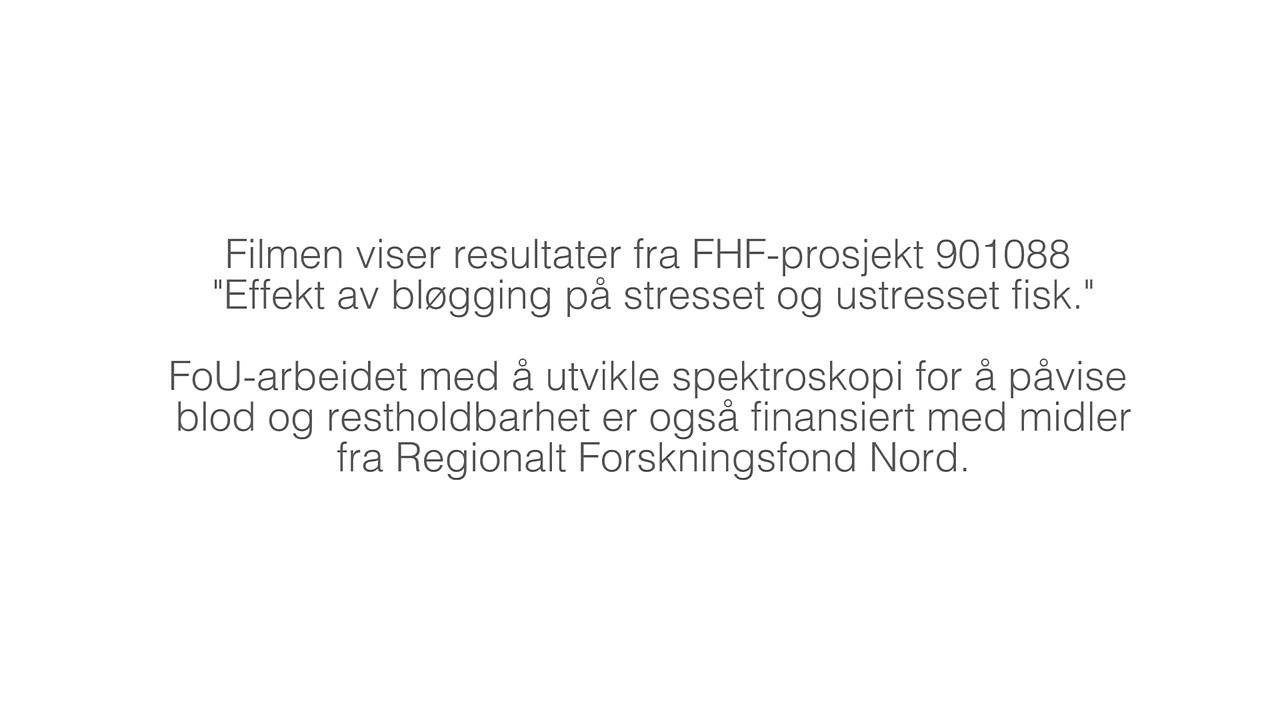 Filmen viser resultater fra FHF-prosjekt 901088
"Effekt av bløgging på stresset og ustresset fisk."
FoU-arbeidet med å utvikle spektroskopi for å påvise
blod og restholdbarhet er også finansiert med midler
fra Regionalt Forskningsfond Nord.